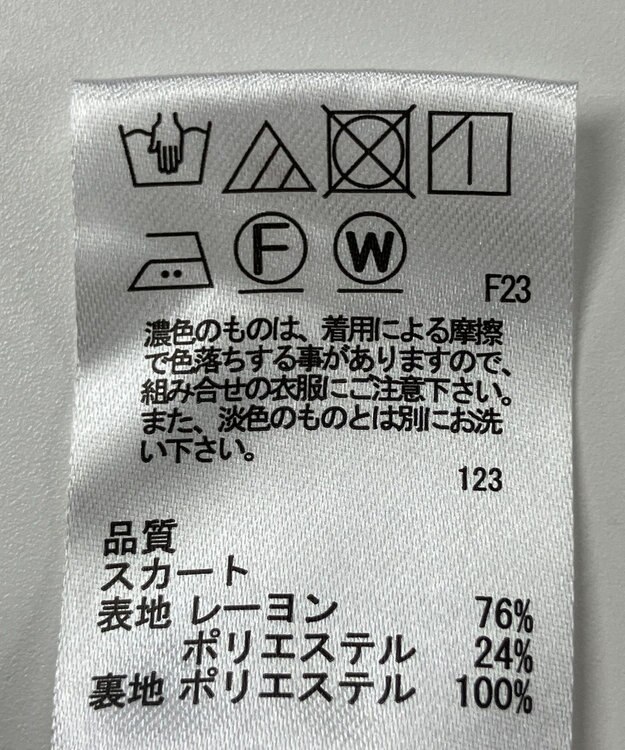 F
W
F23
濃色のものは、着用による摩擦
で色落ちする事がありますので、
組み合せの衣服にご注意下さい。
また、淡色のものとは別にお洗
い下さい。
123
品質
スカート
表地 レーヨン 76%
ポリエステル 24%
裏地 ポリエステル 100%